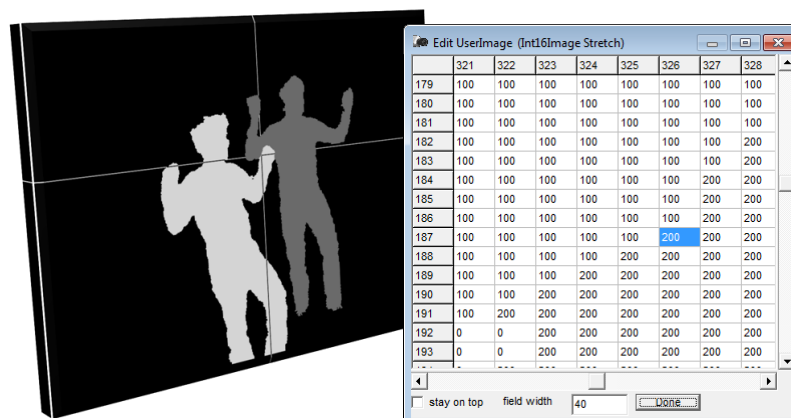 Edit UserImage (Int16Image Stretch)
321 322 323 324 325 326 327 328
179 100 100 100 100 100 100 100 100
180 100 100 100 100 100 100 100 100
181 100 100 100 100 100 100 100 100
182 100 100 100 100 100 100 100 200
183 100 100 100 100 100 100 100 200
184 100 100 100 100 100 100 200 200
185 100 100 100 100 100 100 200 200
186 100 100 100 100 100 100 200 200
187 100 100 100 100 100 200 200 200
188 100 100 100 100 200 200 200 200
189 100 100 100 200 200 200 200 200
190 100 100 200 200 200 200 200 200
191 100 200 200 200 200 200 200 200
192 0 0 200 200 200 200 200 200
193 0 0 200 200 200 200 200 200
stay on top field width 40 Done